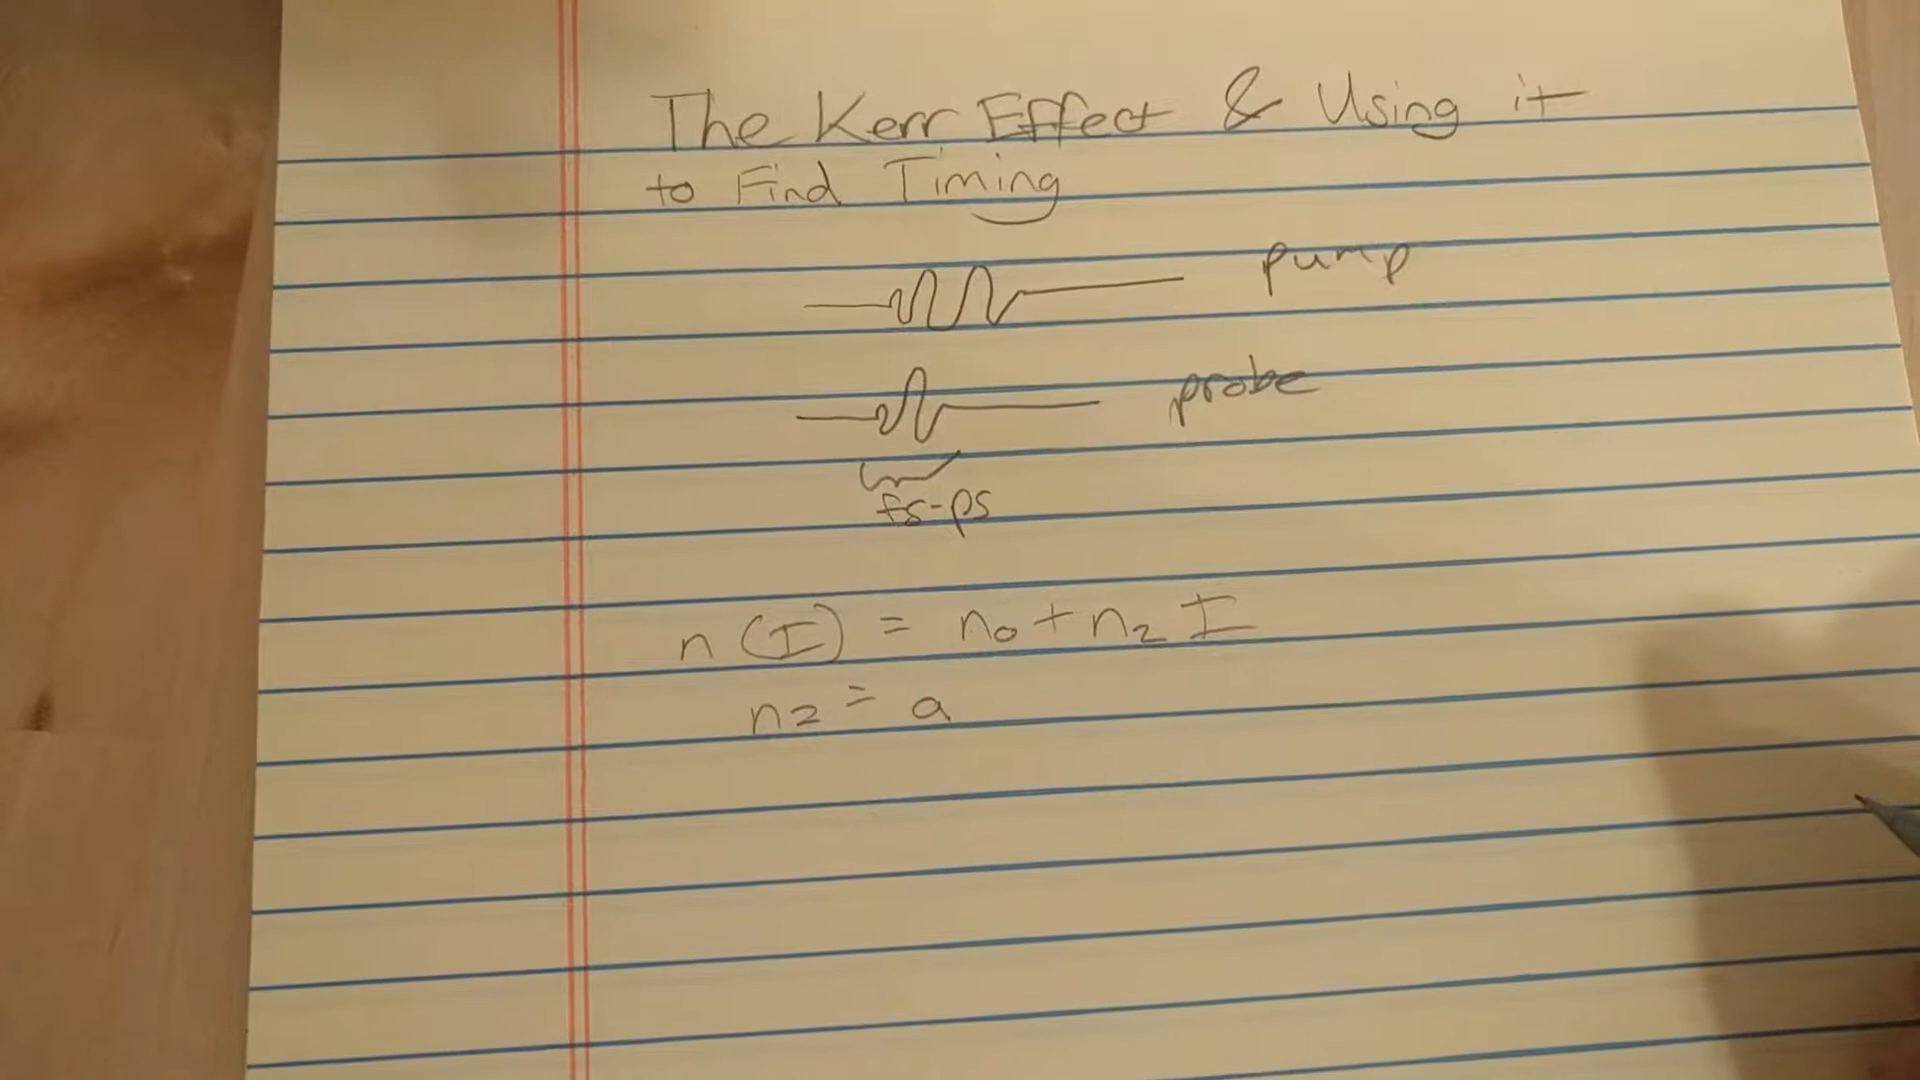 The Kerr Effect & Using it
to Find Timing
pump
probe
fs-ps
n(I) = n₀ + n₂ I
n₂ = a